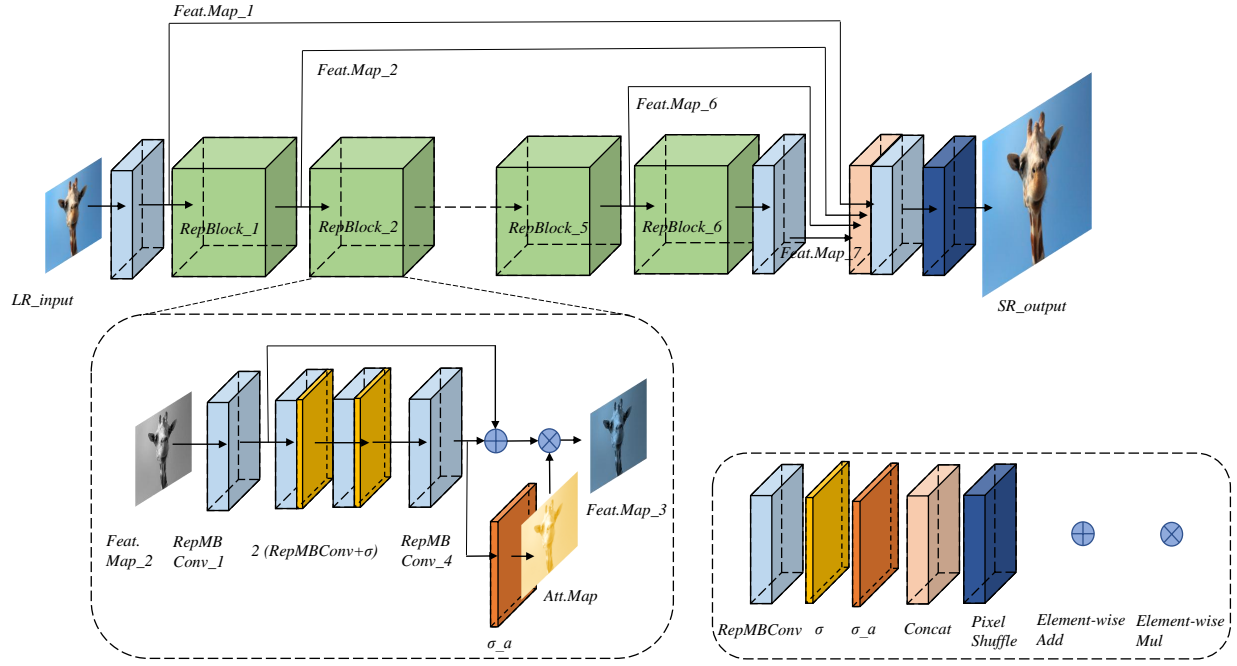 Feat.Map_1
Feat.Map_2
Feat.Map_6
RepBlock_1
RepBlock_2
RepBlock_5
RepBlock_6
Feat.Map_7
LR_input
SR_output
Feat.
Map_2
RepMB
Conv_1
2 (RepMBConv+σ)
RepMB
Conv_4
Feat.Map_3
Att.Map
σ_a
RepMBConv
σ
σ_a
Concat
Pixel
Shuffle
Element-wise
Add
Element-wise
Mul